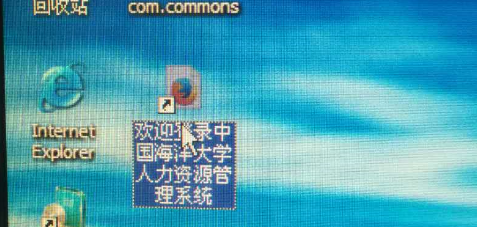 回收站
com.commons
Internet
Explorer
欢迎登录中
国海洋大学
人力资源管
理系统